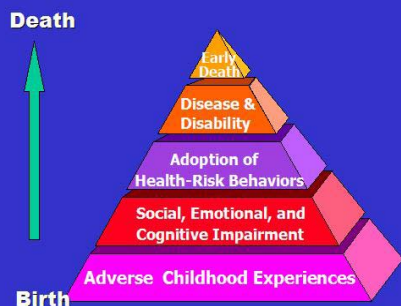 Death
Early
Death
Disease &
Disability
Adoption of
Health-Risk Behaviors
Social, Emotional, and
Cognitive Impairment
Adverse Childhood Experiences
Birth